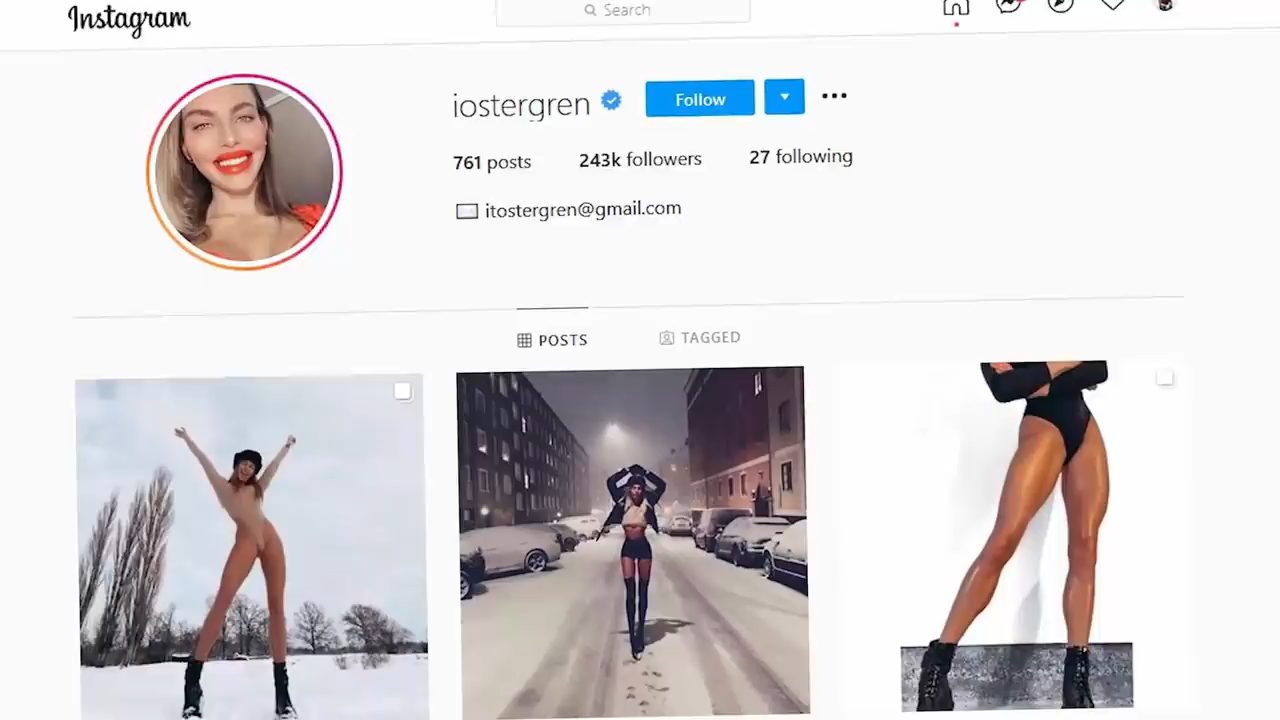 Instagram
Search
iostergren
Follow
761 posts
243k followers
27 following
itostergren@gmail.com
POSTS
TAGGED